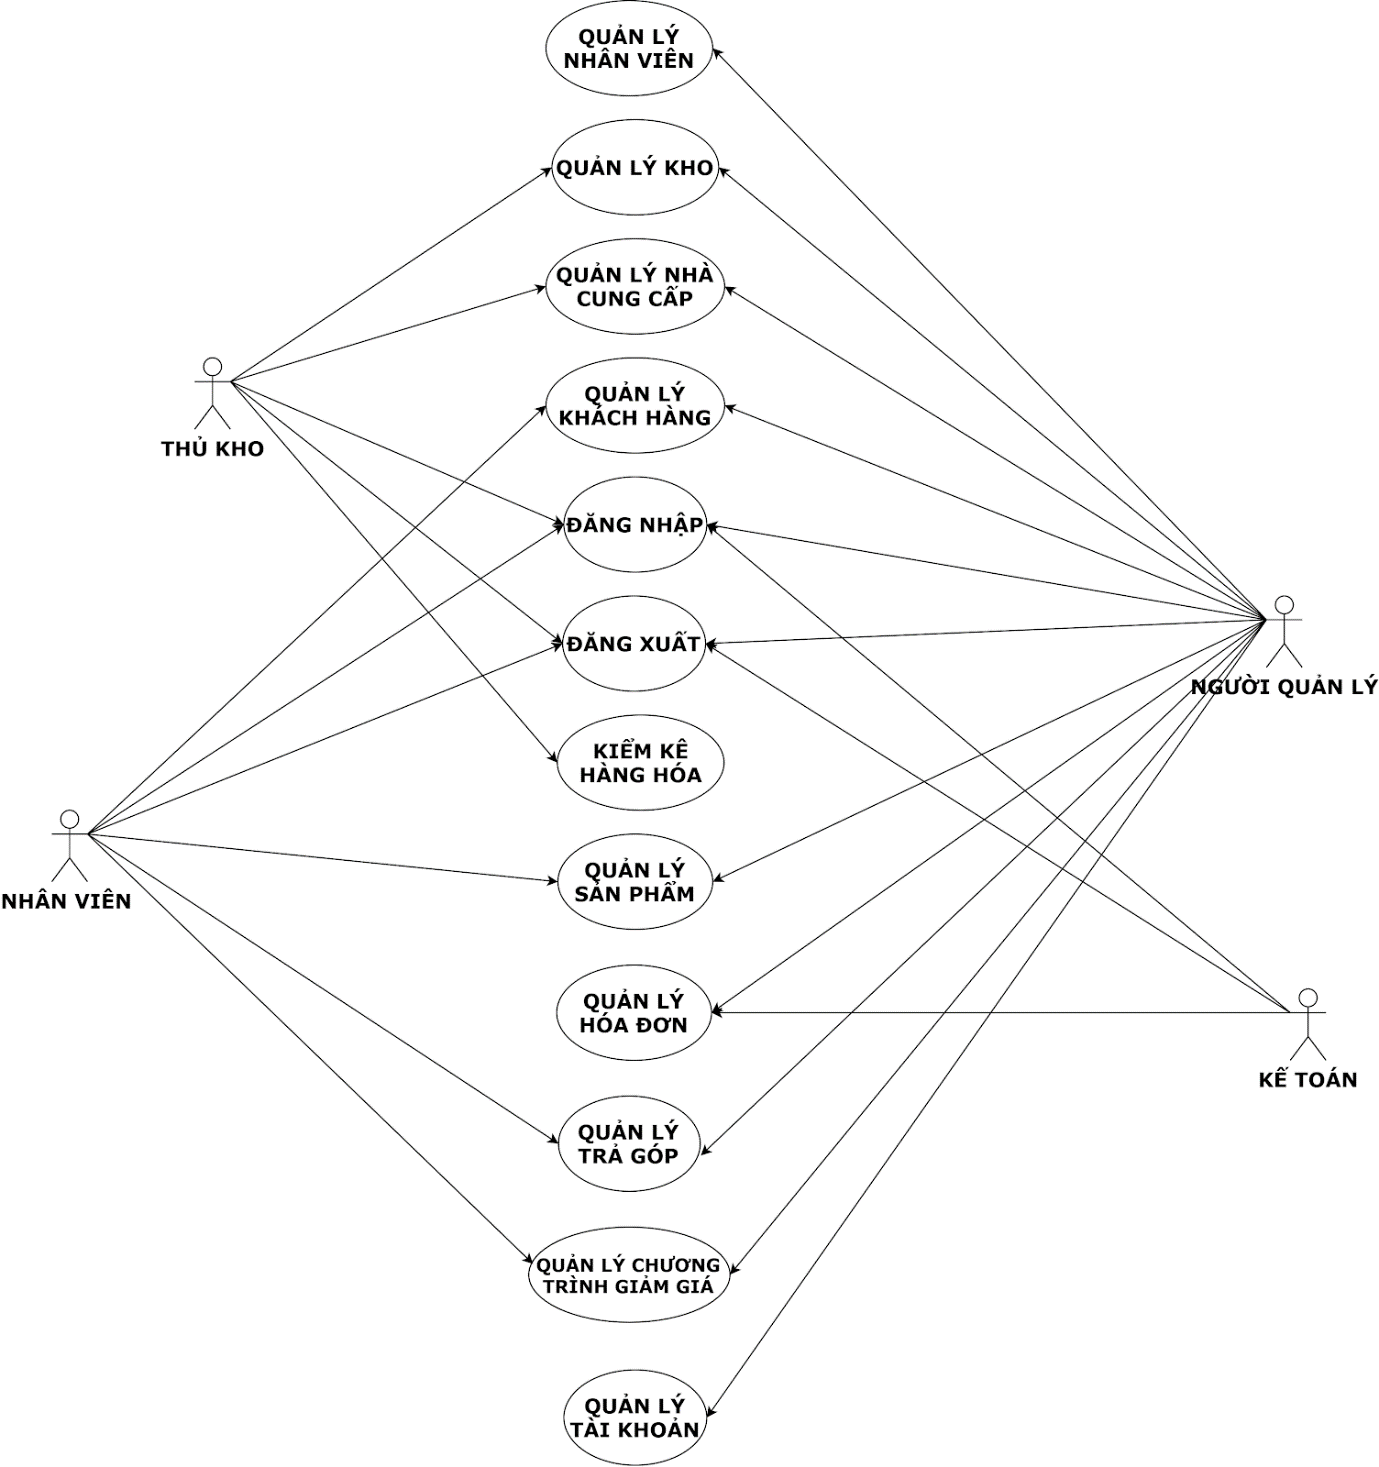 QUẢN LÝ
NHÂN VIÊN
QUẢN LÝ KHO
QUẢN LÝ NHÀ
CUNG CẤP
THỦ KHO
QUẢN LÝ
KHÁCH HÀNG
ĐĂNG NHẬP
ĐĂNG XUẤT
NGƯỜI QUẢN LÝ
KIỂM KÊ
HÀNG HÓA
NHÂN VIÊN
QUẢN LÝ
SẢN PHẨM
QUẢN LÝ
HÓA ĐƠN
KẾ TOÁN
QUẢN LÝ
TRẢ GÓP
QUẢN LÝ CHƯƠNG
TRÌNH GIẢM GIÁ
QUẢN LÝ
TÀI KHOẢN